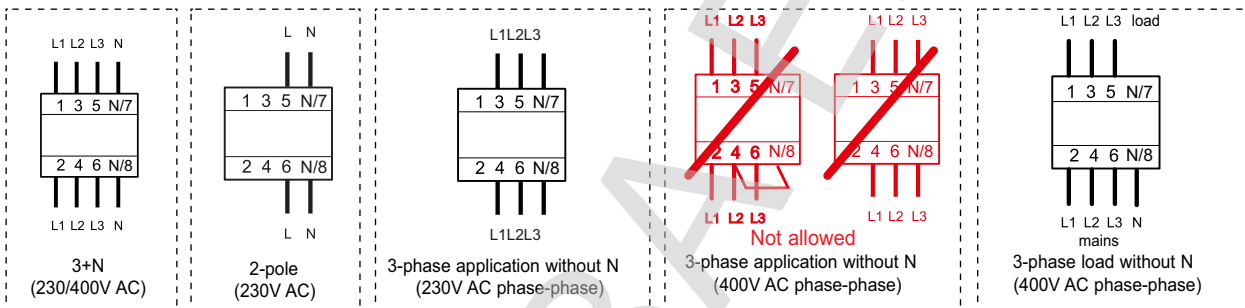 L1 L2 L3 N
1 3 5 N/7
2 4 6 N/8
L1 L2 L3 N
3+N
(230/400V AC)
L N
1 3 5 N/7
2 4 6 N/8
L N
2-pole
(230V AC)
L1L2L3
1 3 5 N/7
2 4 6 N/8
L1L2L3
3-phase application without N
(230V AC phase-phase)
L1 L2 L3
1 3 5 N/7
2 4 6 N/8
L1 L2 L3
L1 L2 L3
1 3 5 N/7
2 4 6 N/8
L1 L2 L3
Not allowed
3-phase application without N
(400V AC phase-phase)
L1 L2 L3 load
1 3 5 N/7
2 4 6 N/8
L1 L2 L3 N
mains
3-phase load without N
(400V AC phase-phase)